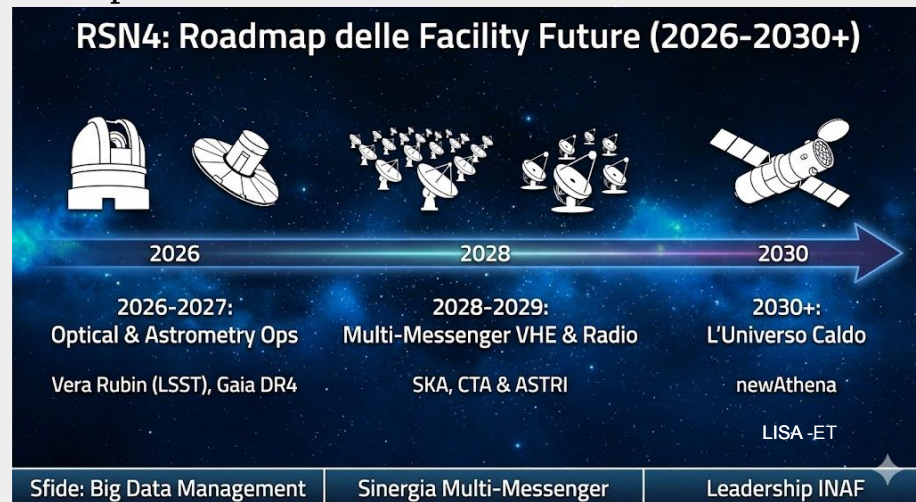 RSN4: Roadmap delle Facility Future (2026-2030+)
2026
2028
2030
2026-2027:
Optical & Astrometry Ops
Vera Rubin (LSST), Gaia DR4
2028-2029:
Multi-Messenger VHE & Radio
SKA, CTA & ASTRI
2030+:
L'Universo Caldo
newAthena
LISA -ET
Sfide: Big Data Management
Sinergia Multi-Messenger
Leadership INAF